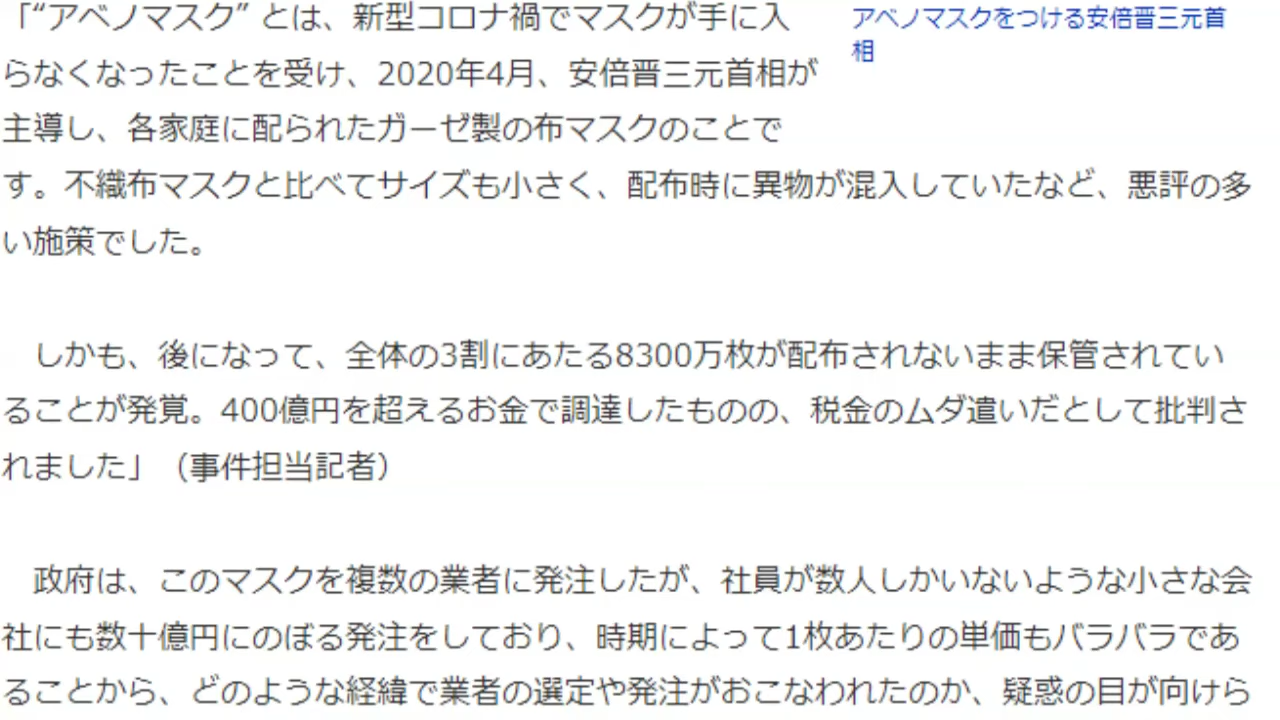 「“アベノマスク” とは、新型コロナ禍でマスクが手に入
らなくなったことを受け、2020年4月、安倍晋三元首相が
主導し、各家庭に配られたガーゼ製の布マスクのことで
す。不織布マスクと比べてサイズも小さく、配布時に異物が混入していたなど、悪評の多
い施策でした。
アベノマスクをつける安倍晋三元首
相
しかも、後になって、全体の3割にあたる8300万枚が配布されないまま保管されてい
ることが発覚。400億円を超えるお金で調達したものの、税金のムダ遣いだとして批判さ
れました」（事件担当記者）
政府は、このマスクを複数の業者に発注したが、社員が数人しかいないような小さな会
社にも数十億円にのぼる発注をしており、時期によって1枚あたりの単価もバラバラであ
ることから、どのような経緯で業者の選定や発注がおこなわれたのか、疑惑の目が向けら